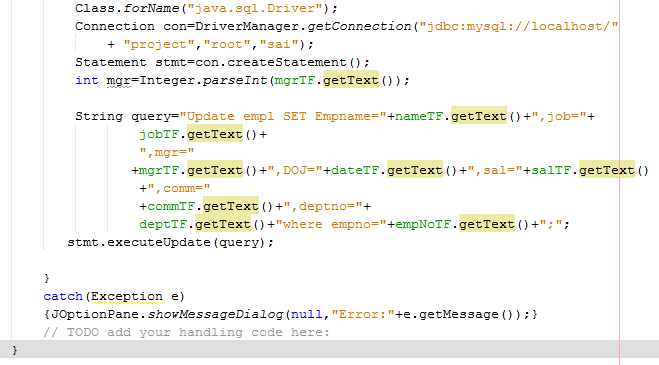 Class.forName("java.sql.Driver");
Connection con=DriverManager.getConnection("jdbc:mysql://localhost/"
+ "project","root","sai");
Statement stmt=con.createStatement();
int mgr=Integer.parseInt(mgrTF.getText());
String query="Update empl SET Empname="+nameTF.getText()+",job="+
jobTF.getText()+
",mgr="
+mgrTF.getText()+",DOJ="+dateTF.getText()+",sal="+salTF.getText()
+",comm="
+commTF.getText()+",deptno="+
deptTF.getText()+"where empno="+empNoTF.getText()+";";
stmt.executeUpdate(query);
}
catch(Exception e)
{JOptionPane.showMessageDialog(null,"Error:"+e.getMessage());}
// TODO add your handling code here:
}